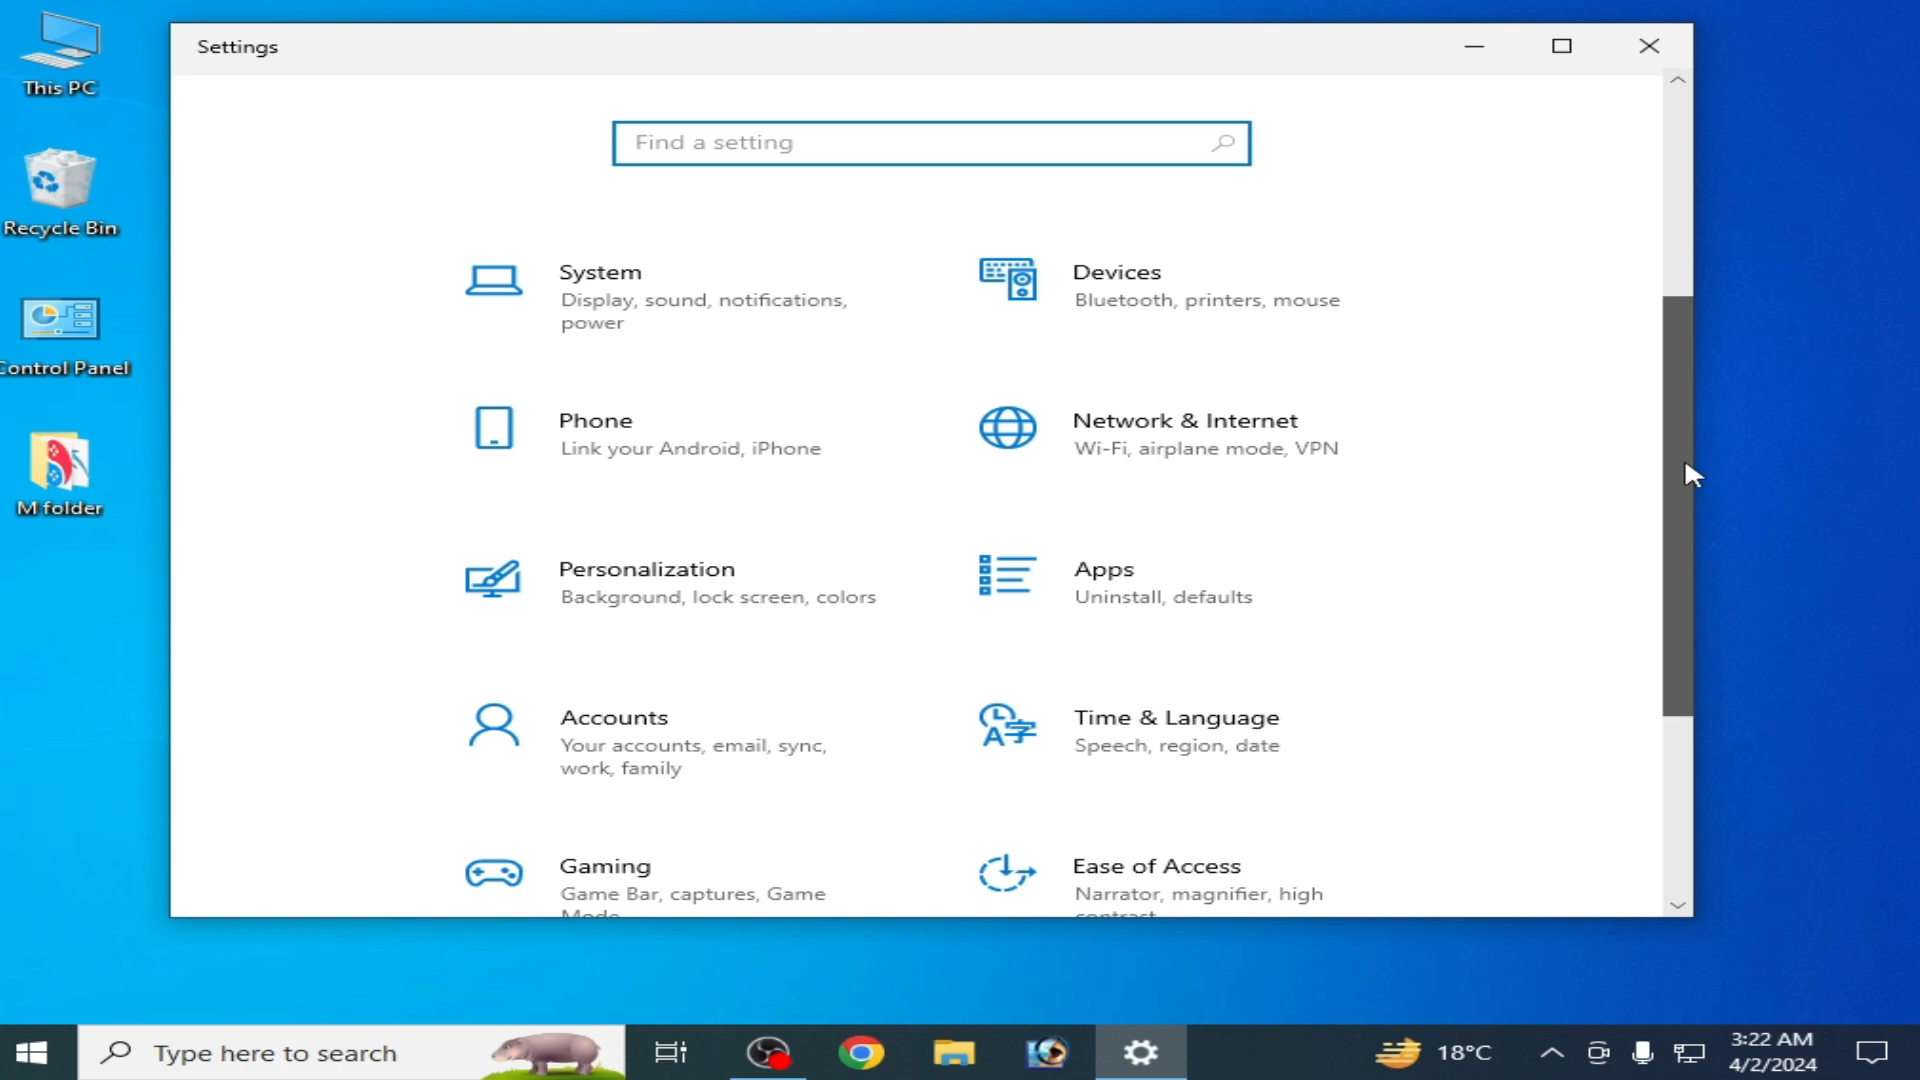 This PC
Recycle Bin
Control Panel
M folder
Settings
Find a setting
System
Display, sound, notifications,
power
Devices
Bluetooth, printers, mouse
Phone
Link your Android, iPhone
Network & Internet
Wi-Fi, airplane mode, VPN
Personalization
Background, lock screen, colors
Apps
Uninstall, defaults
Accounts
Your accounts, email, sync,
work, family
Time & Language
Speech, region, date
Gaming
Game Bar, captures, Game
Mode
Ease of Access
Narrator, magnifier, high
contrast
Type here to search
18°C
3:22 AM
4/2/2024